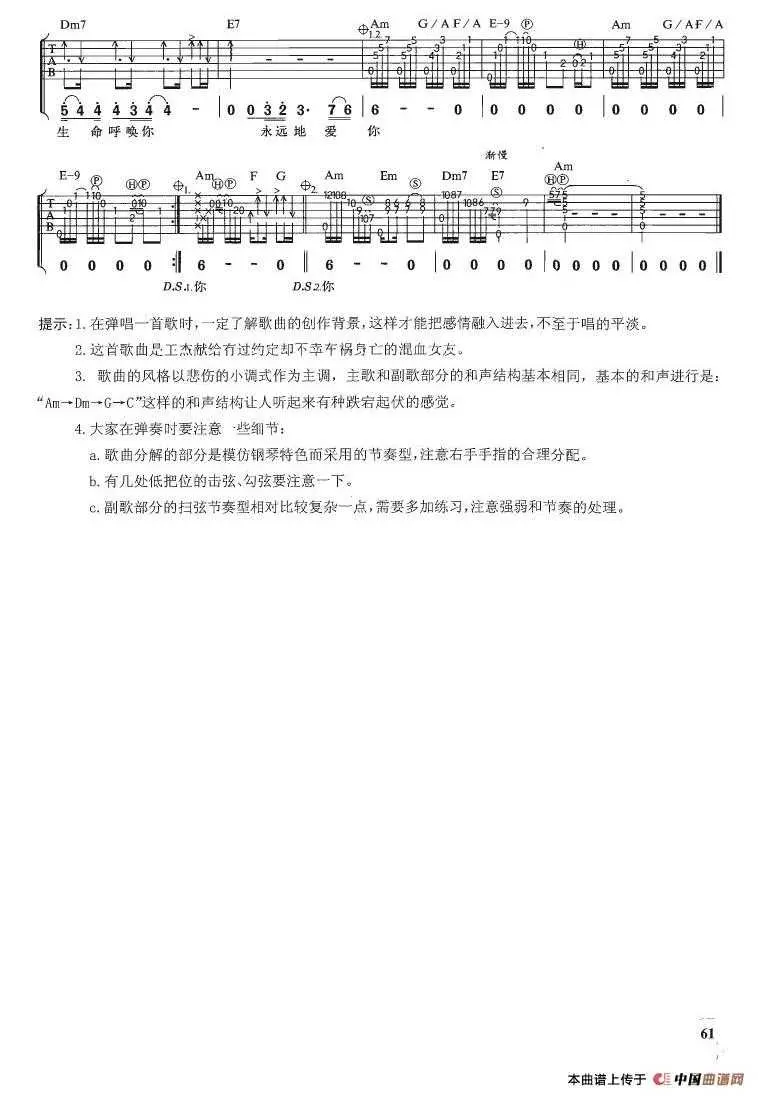 Dm7 E7 Am G/A F/A E-9 Ⓟ Am G/A F/A
T A B
5 4 4 4 3 4 4 - | 0 0 3 2 3· 7 6 | 6 - - 0 | 0 0 0 0 | 0 0 0 0
生 命 呼 唤 你 永 远 地 爱 你
渐慢
E-9 Ⓟ ⒽⓅ 1. Am ⒽⓅ F G 2. Am Ⓢ Em Ⓢ Dm7 E7 Ⓢ Am ⒽⓅ
T A B
0 0 0 0 :‖ 6 - - 0 ‖ 6 - - 0 | 0 0 0 0 | 0 0 0 0 | 0 0 0 0 ‖
D.S.1.你 D.S.2.你
提示:1.在弹唱一首歌时,一定了解歌曲的创作背景,这样才能把感情融入进去,不至于唱的平淡。
2.这首歌曲是王杰献给有过约定却不幸车祸身亡的混血女友。
3. 歌曲的风格以悲伤的小调式作为主调，主歌和副歌部分的和声结构基本相同，基本的和声进行是：
“Am→Dm→G→C”这样的和声结构让人听起来有种跌宕起伏的感觉。
4.大家在弹奏时要注意一些细节:
a.歌曲分解的部分是模仿钢琴特色而采用的节奏型,注意右手手指的合理分配。
b.有几处低把位的击弦、勾弦要注意一下。
c.副歌部分的扫弦节奏型相对比较复杂一点,需要多加练习,注意强弱和节奏的处理。
61
本曲谱上传于 中国曲谱网